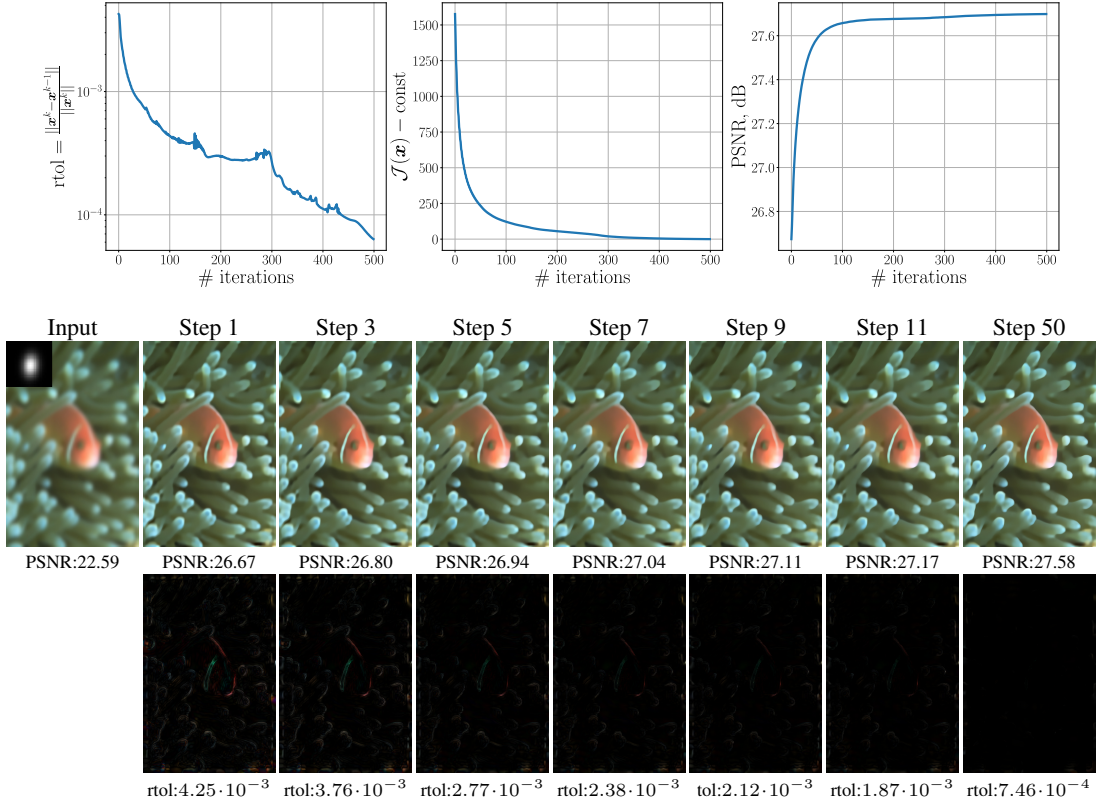 rtol = ||x^k − x^{k−1}|| / ||x^k||
10^{−3}
10^{−4}
0 100 200 300 400 500
# iterations
𝒥(x) − const
1500
1250
1000
750
500
250
0
0 100 200 300 400 500
# iterations
PSNR, dB
27.6
27.4
27.2
27.0
26.8
0 100 200 300 400 500
# iterations
Input Step 1 Step 3 Step 5 Step 7 Step 9 Step 11 Step 50
PSNR:22.59 PSNR:26.67 PSNR:26.80 PSNR:26.94 PSNR:27.04 PSNR:27.11 PSNR:27.17 PSNR:27.58
rtol:4.25·10^{−3} rtol:3.76·10^{−3} rtol:2.77·10^{−3} rtol:2.38·10^{−3} tol:2.12·10^{−3} rtol:1.87·10^{−3} rtol:7.46·10^{−4}